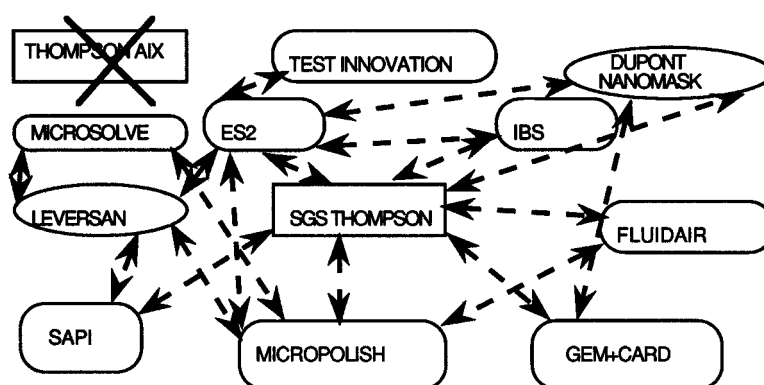 THOMPSON AIX
TEST INNOVATION
DUPONT
NANOMASK
MICROSOLVE
ES2
IBS
LEVERSAN
SGS THOMPSON
FLUIDAIR
SAPI
MICROPOLISH
GEM+CARD